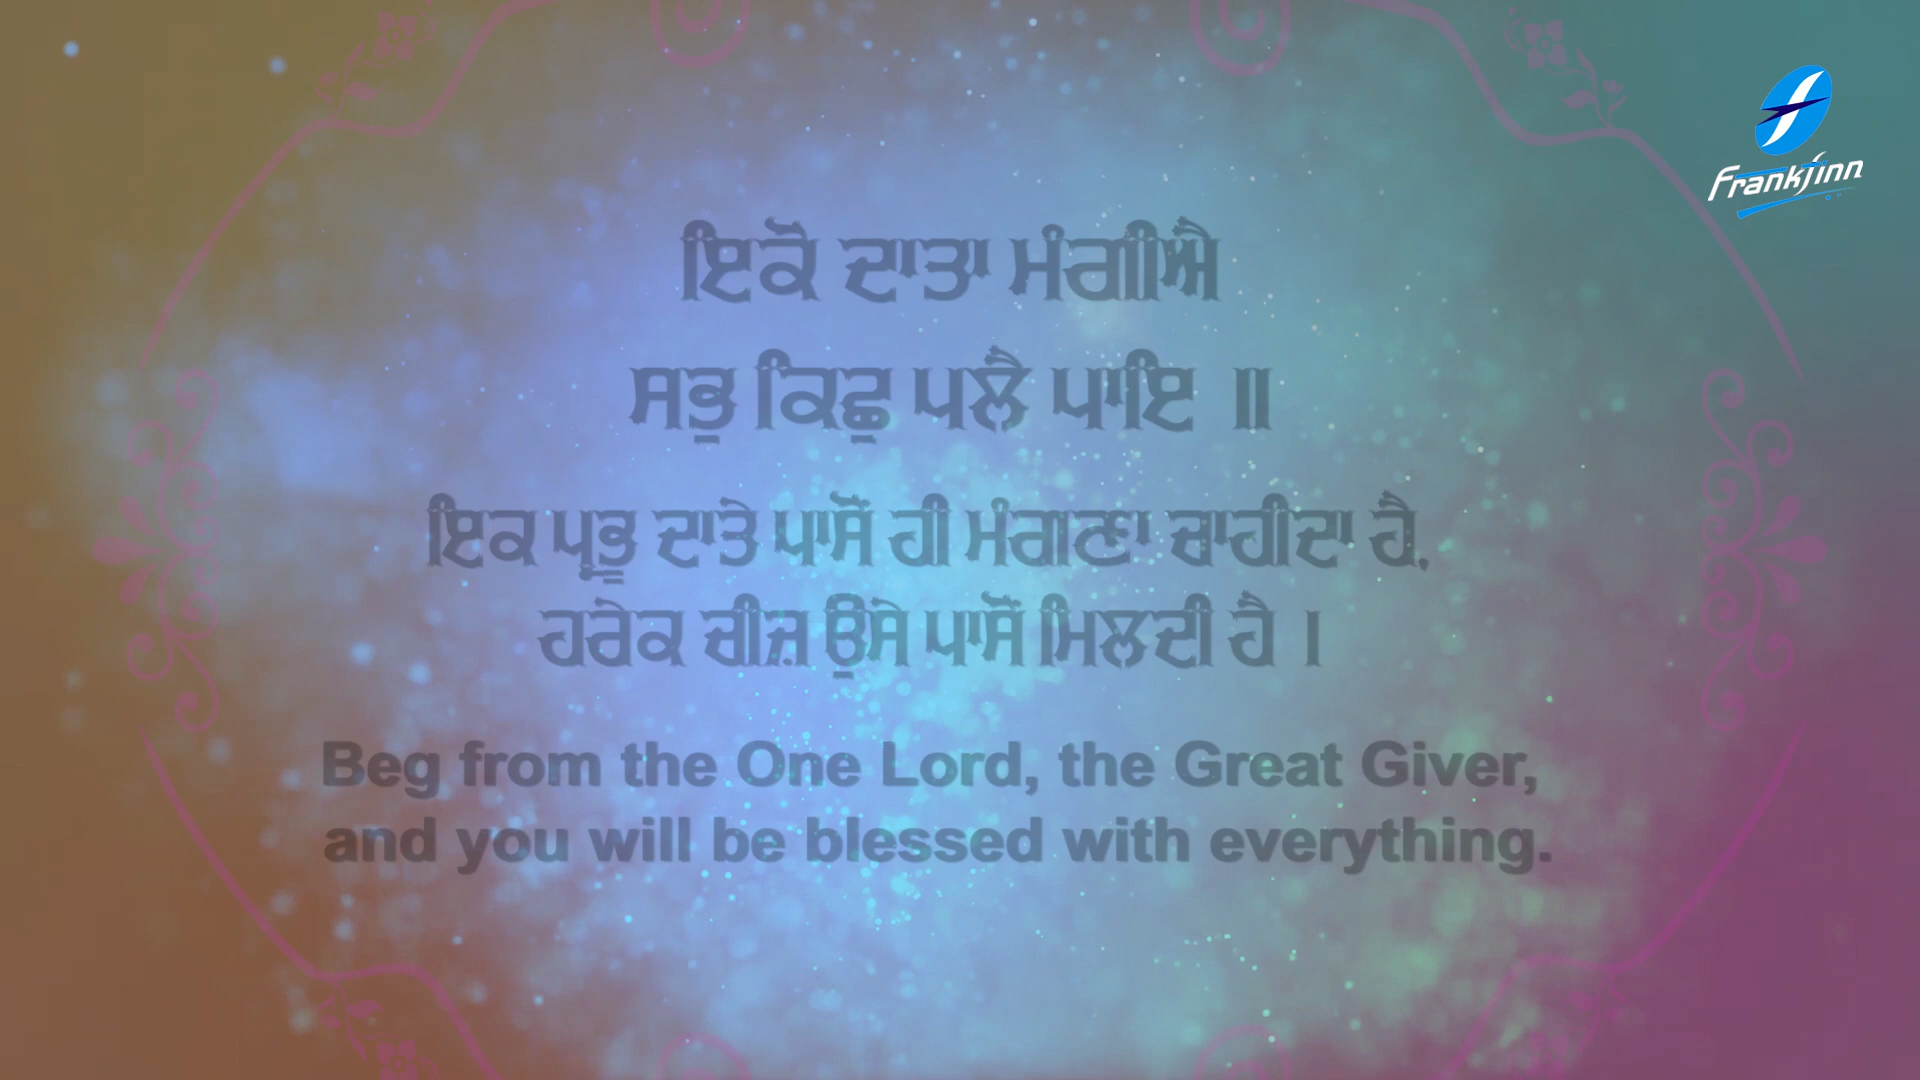 Frankfinn
ਇਕੋ ਦਾਤਾ ਮੰਗੀਐ
ਸਭੁ ਕਿਛੁ ਪਲੈ ਪਾਇ ॥
ਇਕ ਪ੍ਰਭੂ ਦਾਤੇ ਪਾਸੋਂ ਹੀ ਮੰਗਣਾ ਚਾਹੀਦਾ ਹੈ,
ਹਰੇਕ ਚੀਜ਼ ਉਸੇ ਪਾਸੋਂ ਮਿਲਦੀ ਹੈ ।
Beg from the One Lord, the Great Giver,
and you will be blessed with everything.